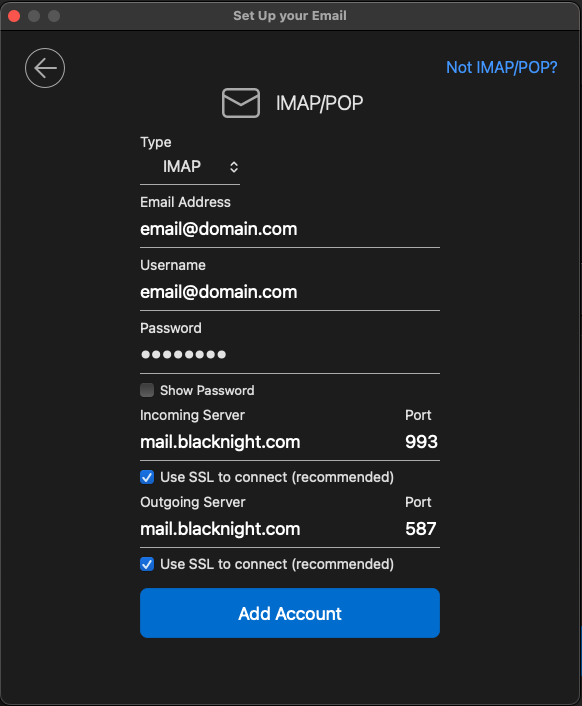 Set Up your Email
Not IMAP/POP?
IMAP/POP
Type
IMAP
Email Address
email@domain.com
Username
email@domain.com
Password
●●●●●●●●
Show Password
Incoming Server Port
mail.blacknight.com 993
Use SSL to connect (recommended)
Outgoing Server Port
mail.blacknight.com 587
Use SSL to connect (recommended)
Add Account